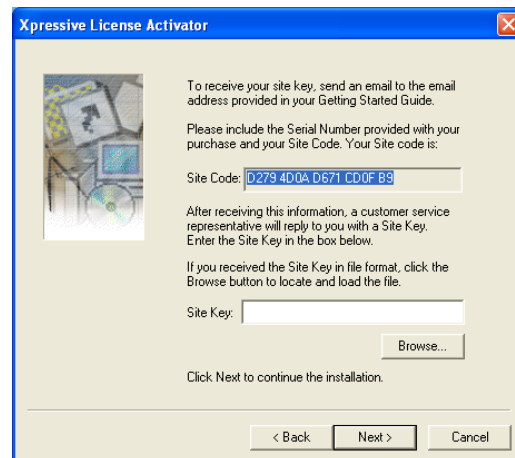 Xpressive License Activator
To receive your site key, send an email to the email
address provided in your Getting Started Guide.
Please include the Serial Number provided with your
purchase and your Site Code. Your Site code is:
Site Code: D279 4D0A D671 CD0F B9
After receiving this information, a customer service
representative will reply to you with a Site Key.
Enter the Site Key in the box below.
If you received the Site Key in file format, click the
Browse button to locate and load the file.
Site Key:
Browse...
Click Next to continue the installation.
< Back Next > Cancel